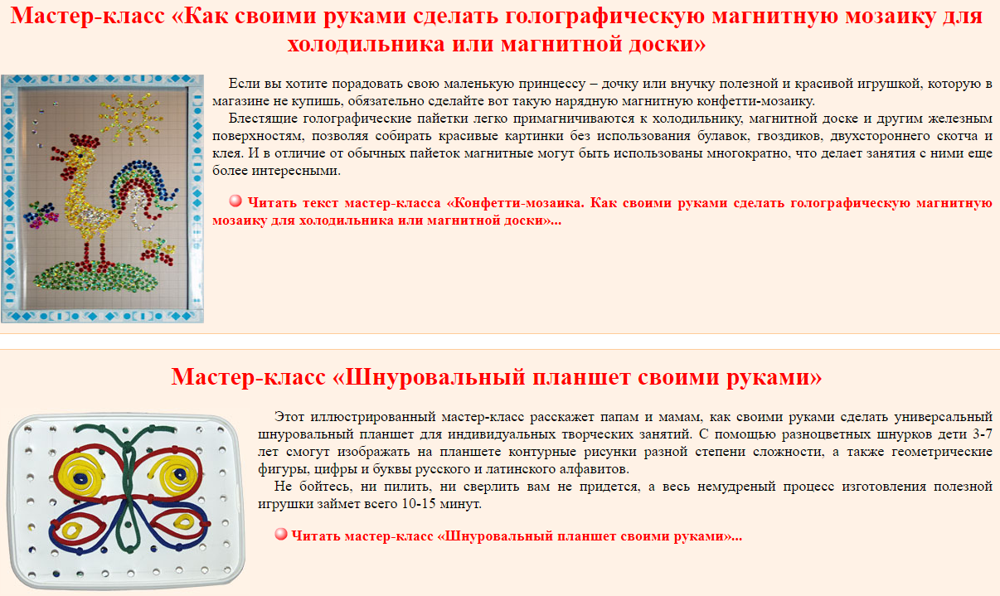 Мастер-класс «Как своими руками сделать голографическую магнитную мозаику для
холодильника или магнитной доски»
Если вы хотите порадовать свою маленькую принцессу – дочку или внучку полезной и красивой игрушкой, которую в
магазине не купишь, обязательно сделайте вот такую нарядную магнитную конфетти-мозаику.
Блестящие голографические пайетки легко примагничиваются к холодильнику, магнитной доске и другим железным
поверхностям, позволяя собирать красивые картинки без использования булавок, гвоздиков, двухстороннего скотча и
клея. И в отличие от обычных пайеток магнитные могут быть использованы многократно, что делает занятия с ними еще
более интересными.
Читать текст мастер-класса «Конфетти-мозаика. Как своими руками сделать голографическую магнитную
мозаику для холодильника или магнитной доски»...
Мастер-класс «Шнуровальный планшет своими руками»
Этот иллюстрированный мастер-класс расскажет папам и мамам, как своими руками сделать универсальный
шнуровальный планшет для индивидуальных творческих занятий. С помощью разноцветных шнурков дети 3-7
лет смогут изображать на планшете контурные рисунки разной степени сложности, а также геометрические
фигуры, цифры и буквы русского и латинского алфавитов.
Не бойтесь, ни пилить, ни сверлить вам не придется, а весь немудреный процесс изготовления полезной
игрушки займет всего 10-15 минут.
Читать мастер-класс «Шнуровальный планшет своими руками»...